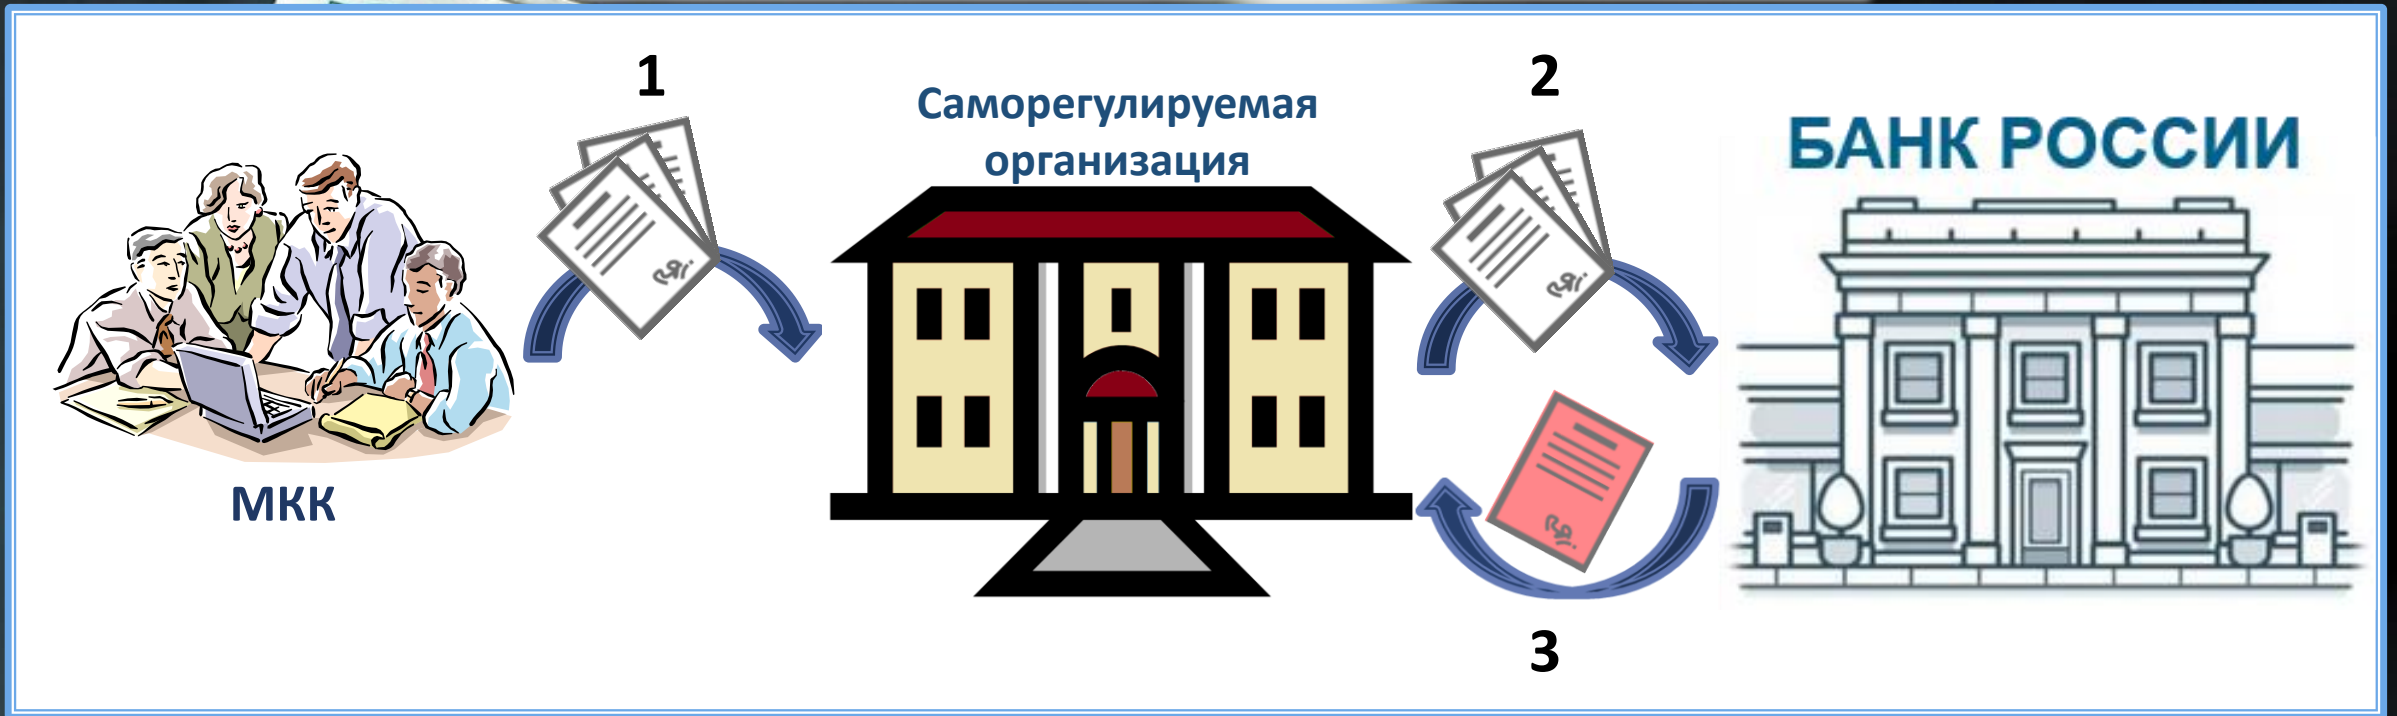 1
2
Саморегулируемая
организация
БАНК РОССИИ
МКК
3